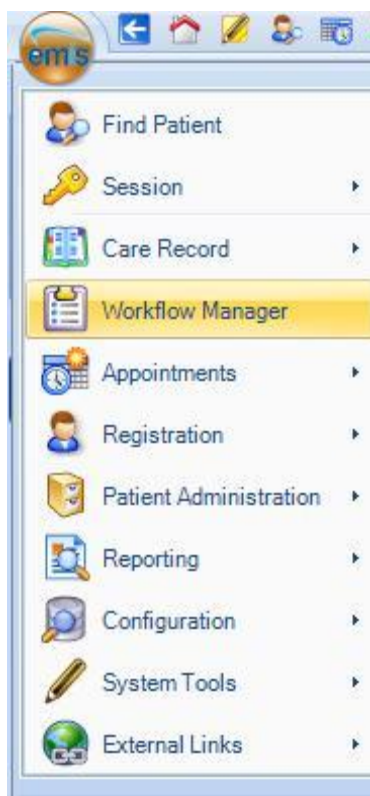 emis
Find Patient
Session
Care Record
Workflow Manager
Appointments
Registration
Patient Administration
Reporting
Configuration
System Tools
External Links